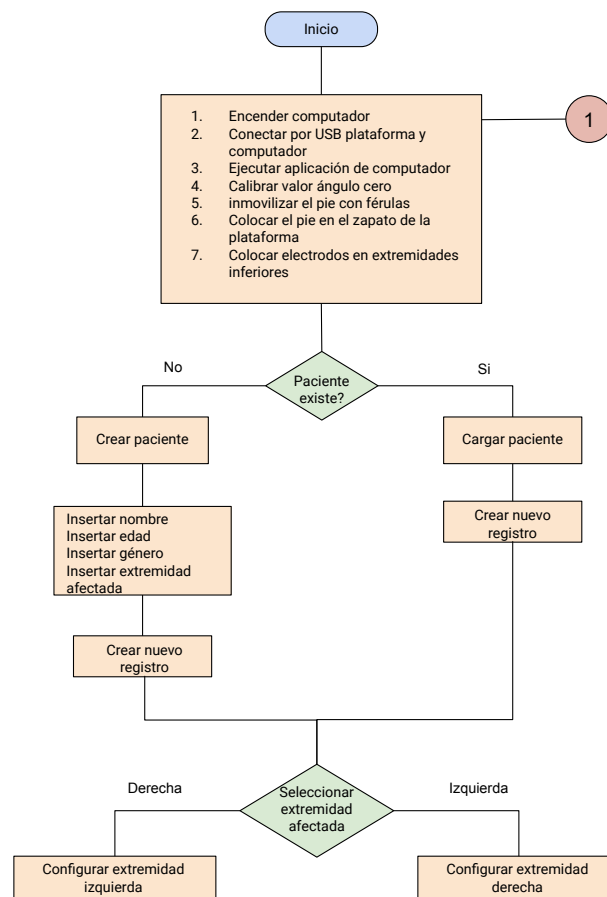 Inicio
1. Encender computador
2. Conectar por USB plataforma y
computador
3. Ejecutar aplicación de computador
4. Calibrar valor ángulo cero
5. inmovilizar el pie con férulas
6. Colocar el pie en el zapato de la
plataforma
7. Colocar electrodos en extremidades
inferiores
1
No
Paciente
existe?
Si
Crear paciente
Cargar paciente
Insertar nombre
Insertar edad
Insertar género
Insertar extremidad
afectada
Crear nuevo
registro
Crear nuevo
registro
Derecha
Seleccionar
extremidad
afectada
Izquierda
Configurar extremidad
izquierda
Configurar extremidad
derecha